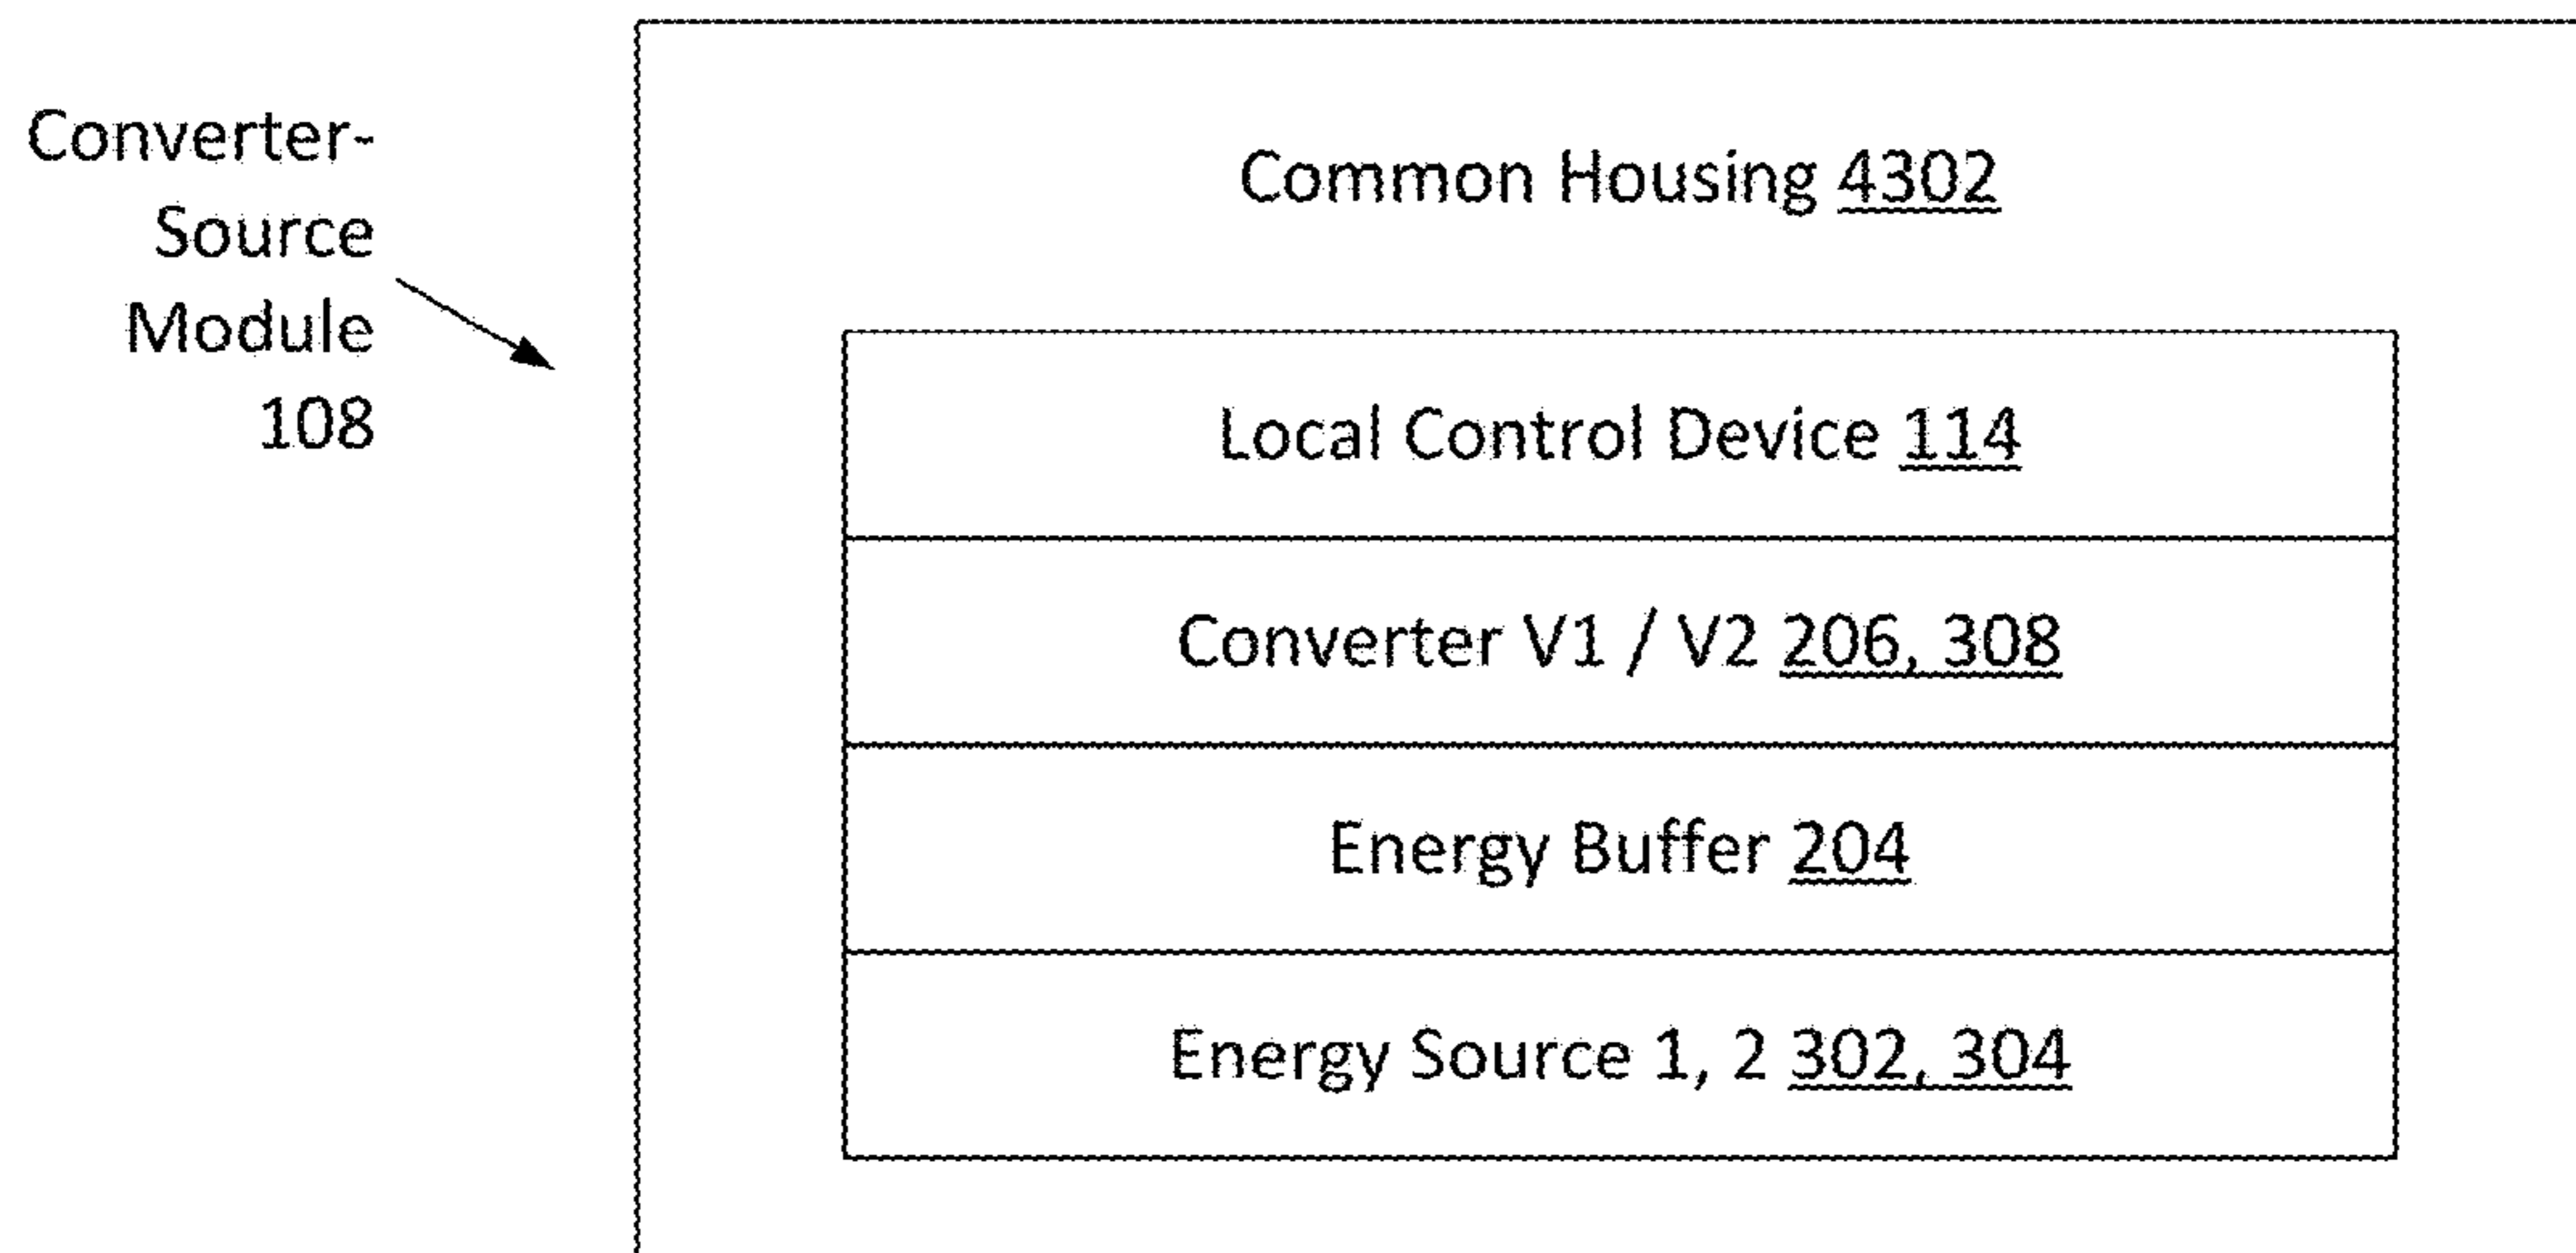 Converter-
Source
Module
108
Common Housing 4302
Local Control Device 114
Converter V1 / V2 206, 308
Energy Buffer 204
Energy Source 1, 2 302, 304